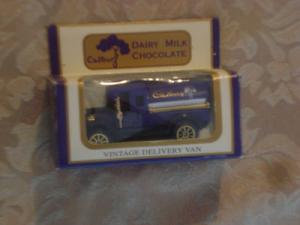 Cadbury
DAIRY MILK
CHOCOLATE
Cadbury
VINTAGE DELIVERY VAN